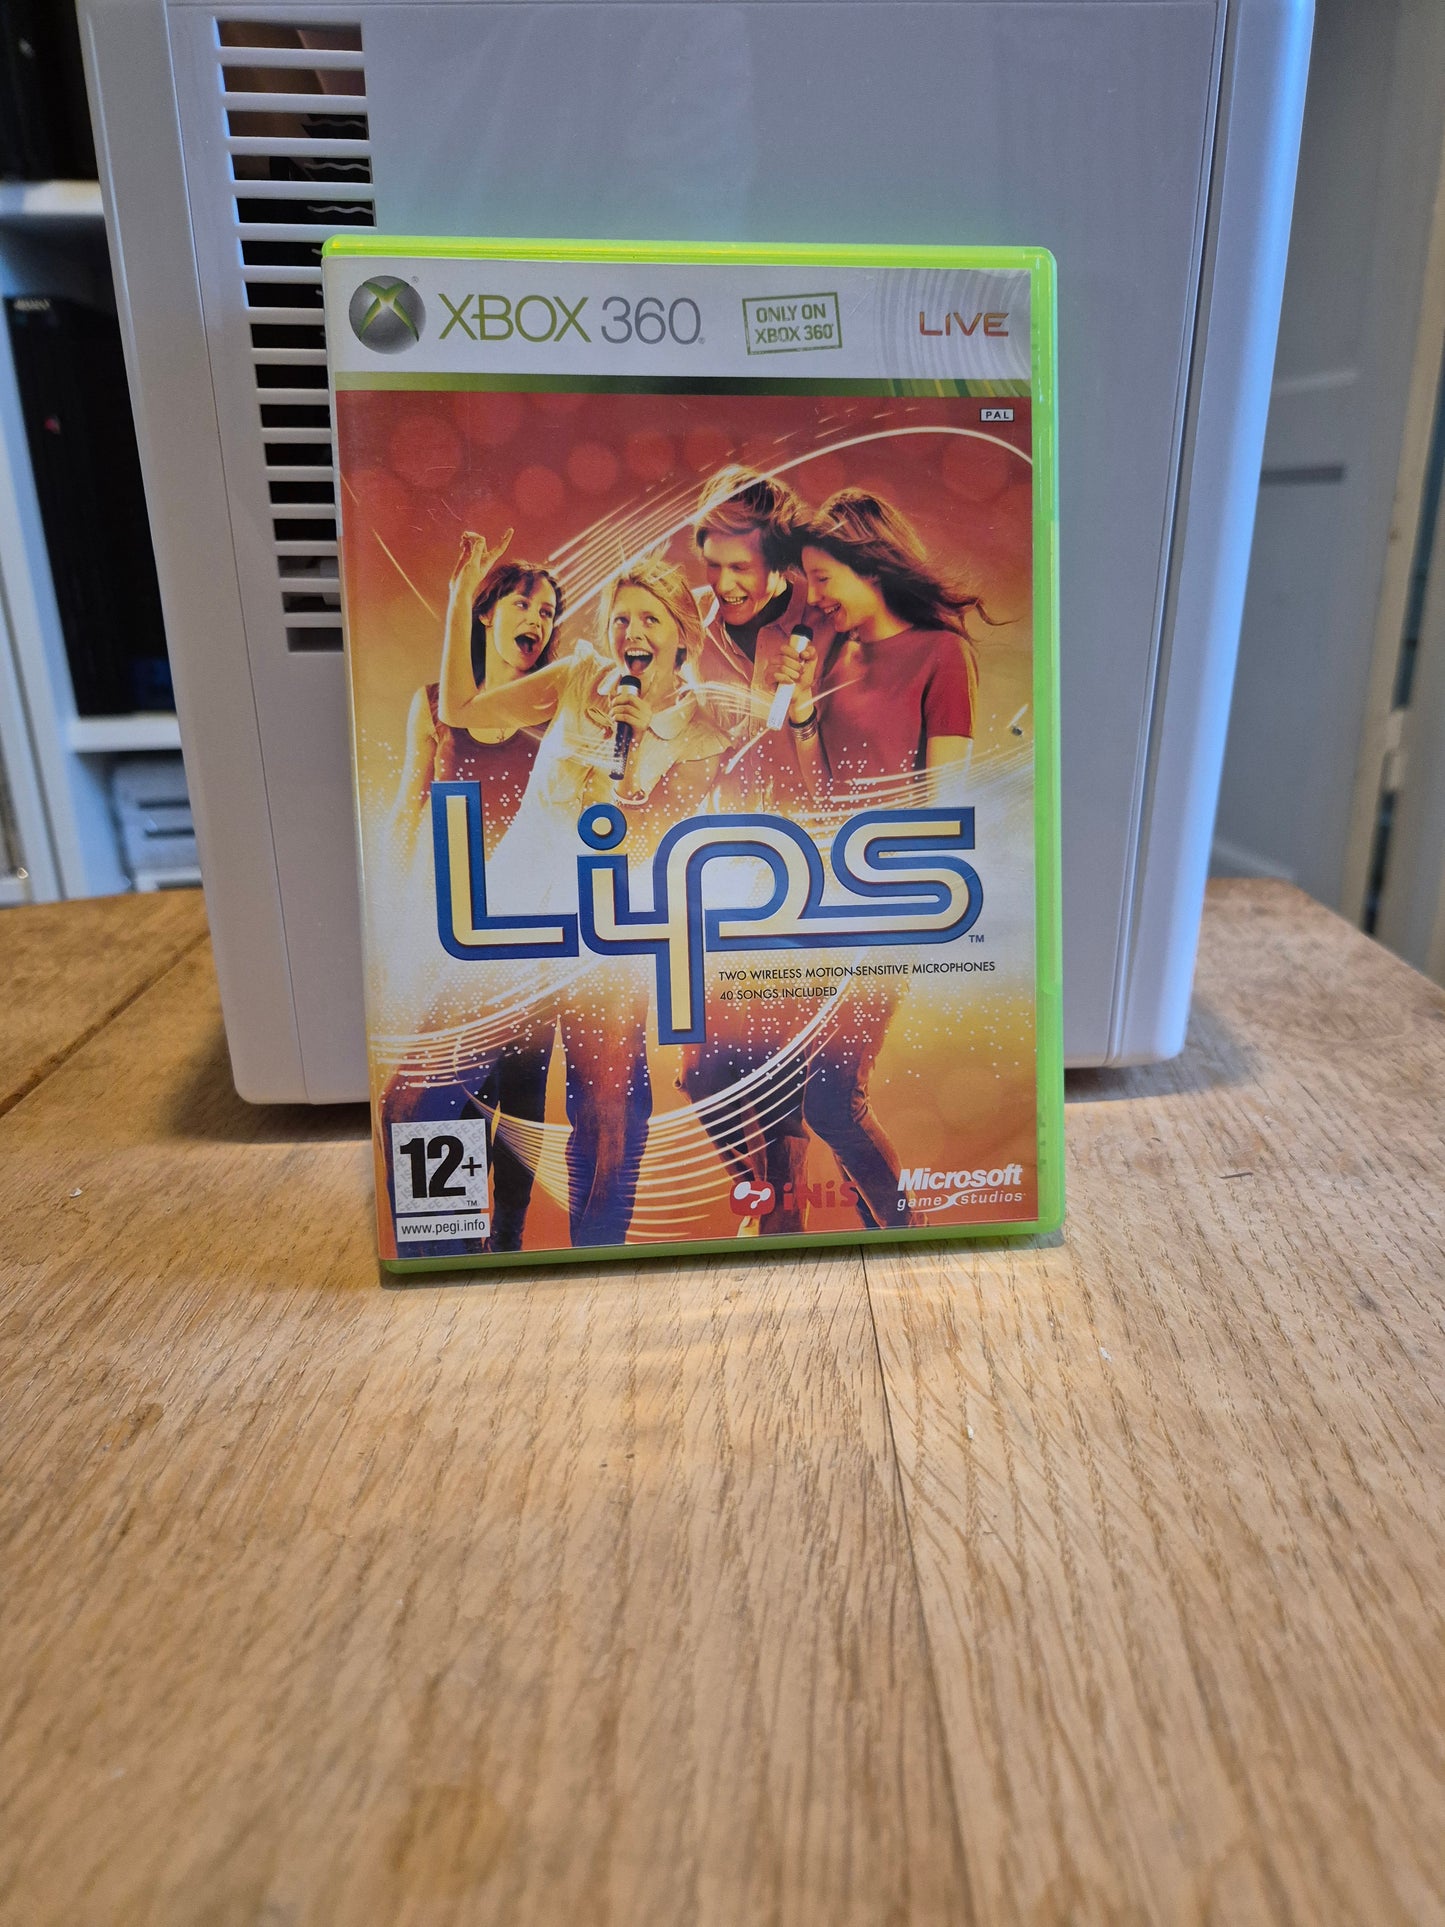 XBOX 360
ONLY ON
XBOX 360
LIVE
PAL
Lips™
TWO WIRELESS MOTION-SENSITIVE MICROPHONES
40 SONGS INCLUDED
12+
™
www.pegi.info
iNiS
Microsoft
game studios